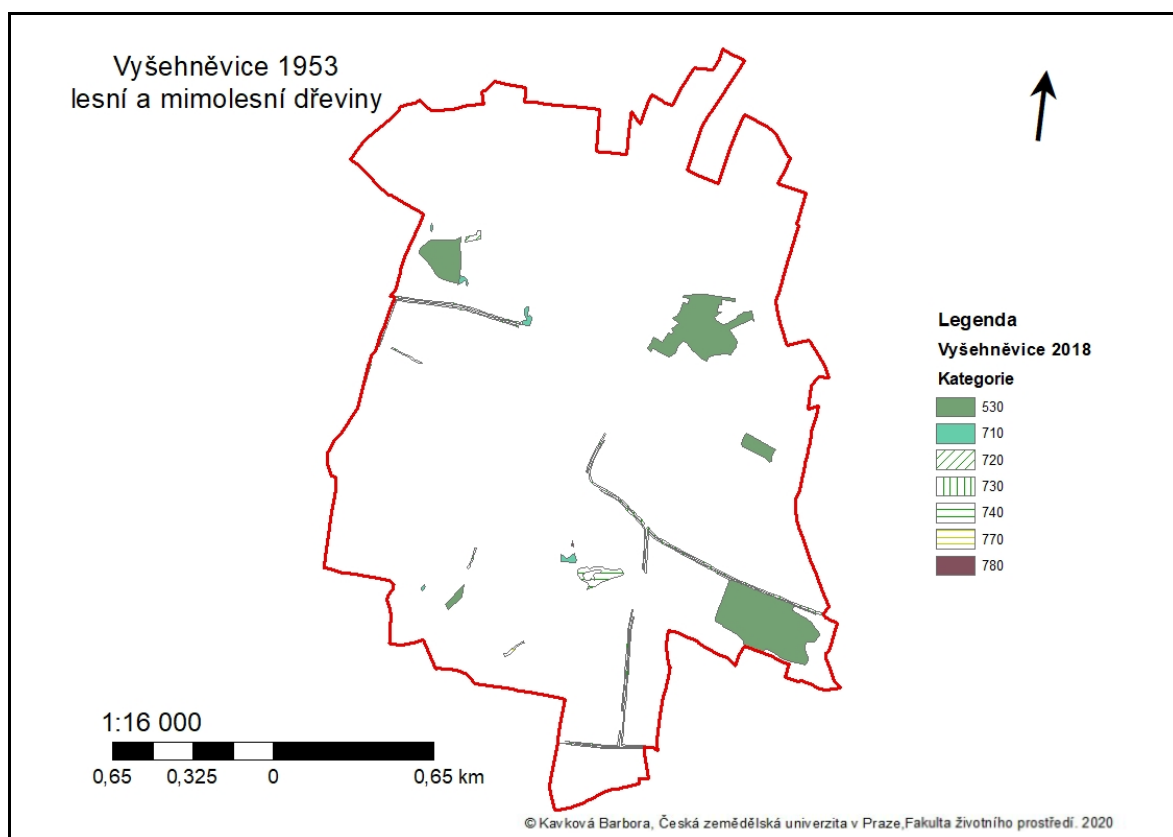 Vyšehněvice 1953
lesní a mimolesní dřeviny
Legenda
Vyšehněvice 2018
Kategorie
530
710
720
730
740
770
780
1:16 000
0,65 0,325 0 0,65 km
© Kavková Barbora, Česká zemědělská univerzita v Praze,Fakulta životního prostředí. 2020